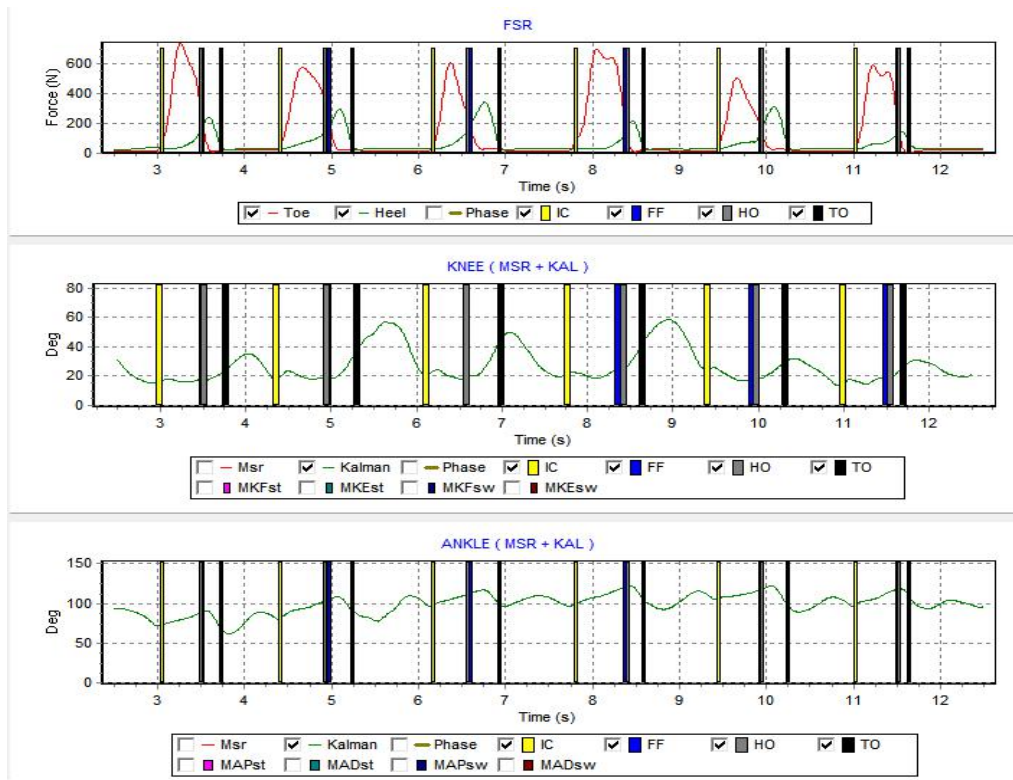 FSR
Force (N)
600
400
200
0
3 4 5 6 7 8 9 10 11 12
Time (s)
Toe Heel Phase IC FF HO TO
KNEE ( MSR + KAL )
Deg
80
60
40
20
0
3 4 5 6 7 8 9 10 11 12
Time (s)
Msr Kalman Phase IC FF HO TO
MKFst MKEst MKFsw MKEsw
ANKLE ( MSR + KAL )
Deg
150
100
50
0
3 4 5 6 7 8 9 10 11 12
Time (s)
Msr Kalman Phase IC FF HO TO
MAPst MADst MAPsw MADsw